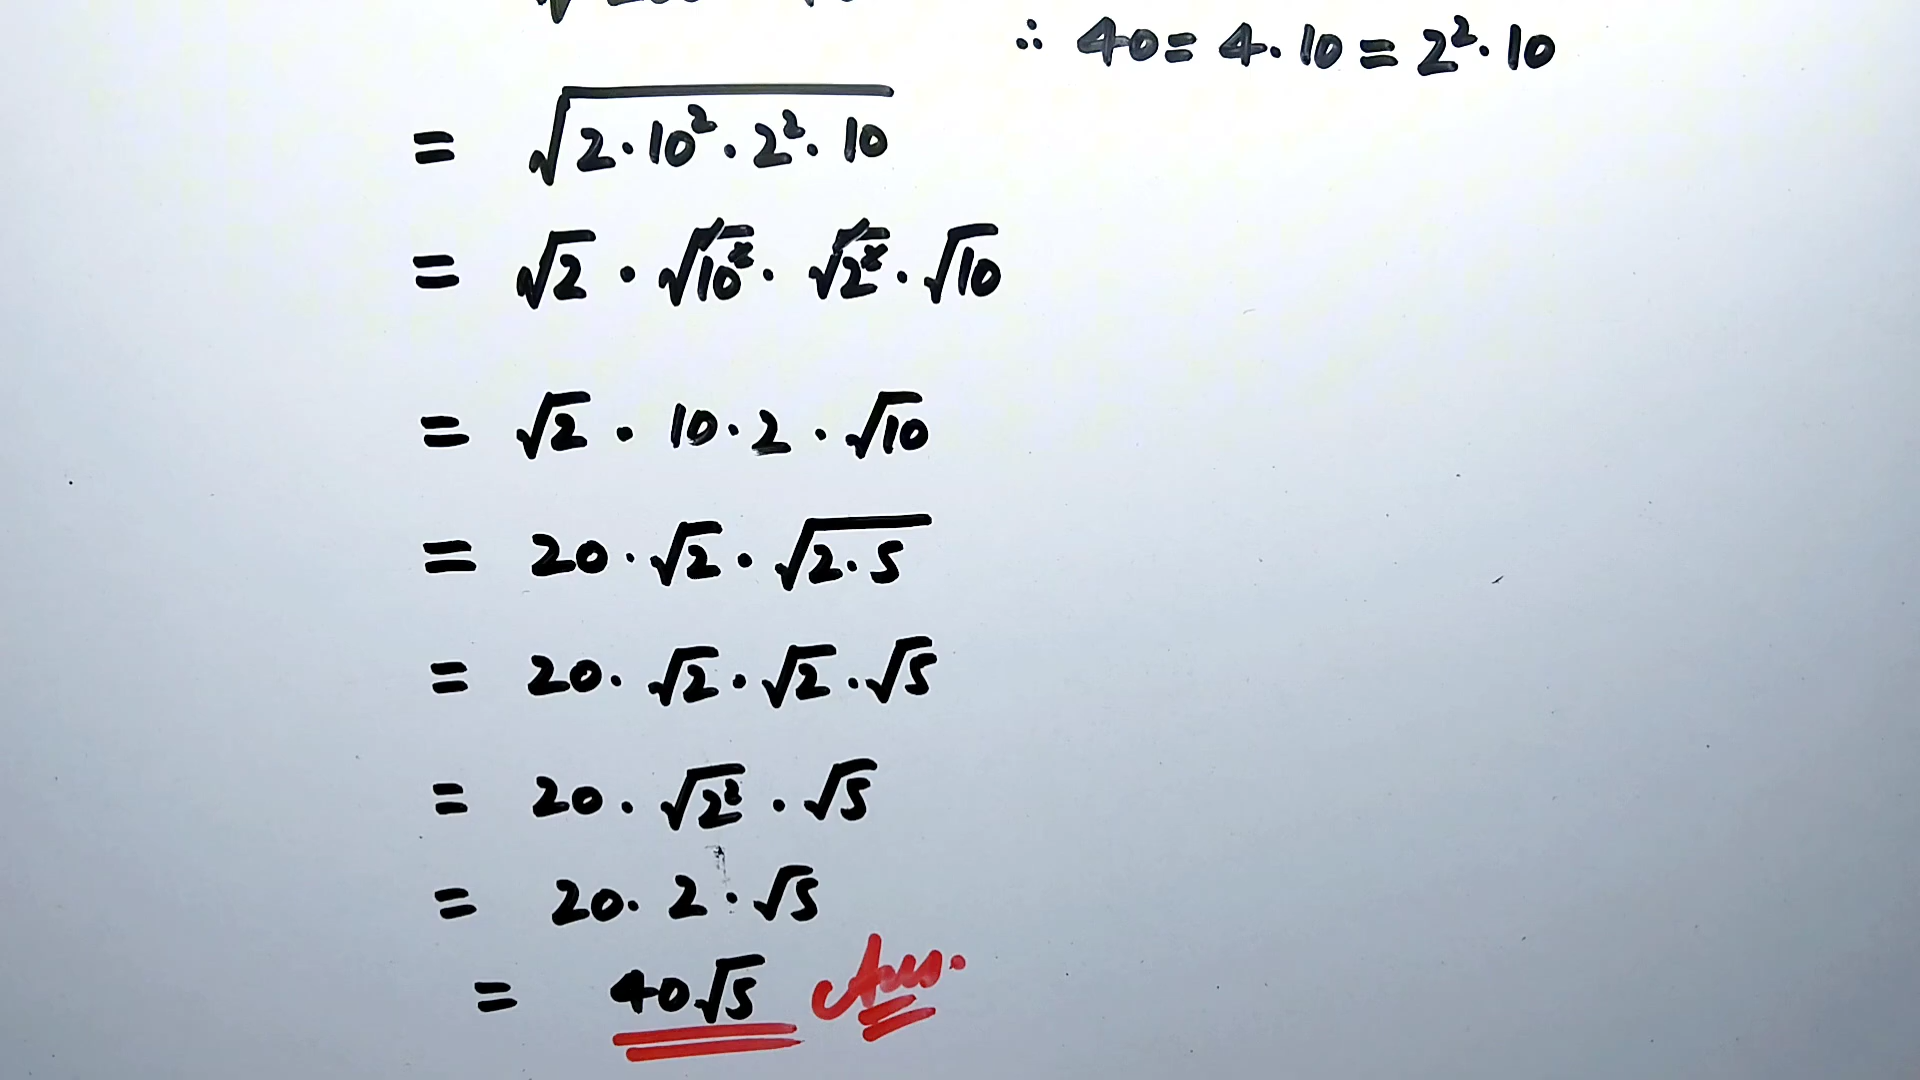 ∴ 40 = 4 · 10 = 2² · 10
= √(2 · 10² · 2² · 10)
= √2 · √10² · √2² · √10
= √2 · 10 · 2 · √10
= 20 · √2 · √(2 · 5)
= 20 · √2 · √2 · √5
= 20 · √2² · √5
= 20 · 2 · √5
= 40√5 Ans.